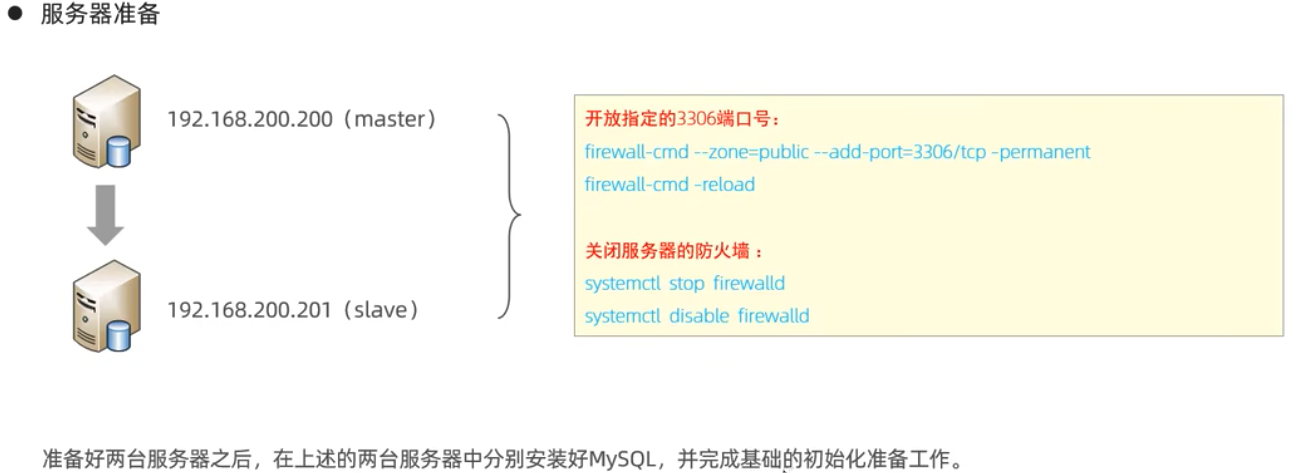 ● 服务器准备
192.168.200.200（master）
开放指定的3306端口号：
firewall-cmd --zone=public --add-port=3306/tcp -permanent
firewall-cmd -reload
关闭服务器的防火墙：
systemctl stop firewalld
systemctl disable firewalld
192.168.200.201（slave）
准备好两台服务器之后，在上述的两台服务器中分别安装好MySQL，并完成基础的初始化准备工作。